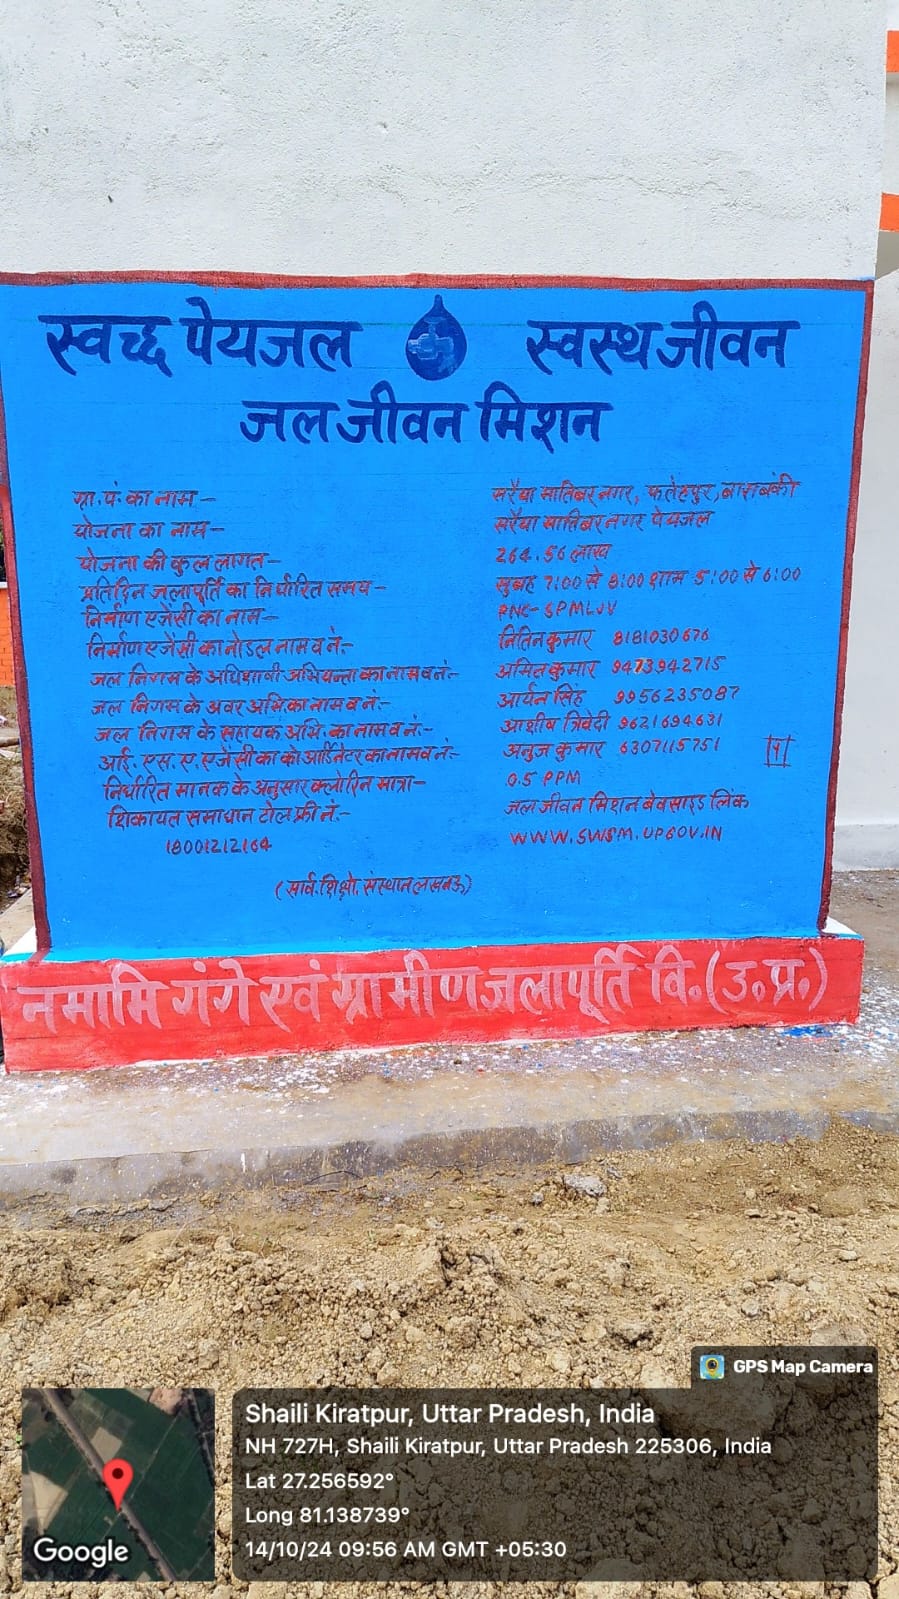 स्वच्छ पेयजल स्वस्थ जीवन
जल जीवन मिशन
ग्रा. पं. का नाम – सरैया मातिबर नगर, फतेहपुर, बाराबंकी
योजना का नाम – सरैया मातिबर नगर पेयजल
योजना की कुल लागत – 264.56 लाख
प्रतिदिन जलापूर्ति का निर्धारित समय – सुबह 7:00 से 8:00 शाम 5:00 से 6:00
निर्माण एजेंसी का नाम – PNC-SPMLJV
निर्माण एजेंसी का नोडल नाम व नं.- नितिन कुमार 8181030676
जल निगम के अधिशाषी अभियन्ता का नाम व नं:- अमित कुमार 9473942715
जल निगम के अवर अभि. का नाम व नं:- आर्यन सिंह 9956235087
जल निगम के सहायक अभि. का नाम व नं:- आशीष त्रिवेदी 9621694631
आई. एस. ए. एजेंसी का को आर्डिनेटर का नाम व नं:- अनुज कुमार 6307115751
निर्धारित मानक के अनुसार क्लोरिन मात्रा – 0.5 PPM
शिकायत समाधान टोल फ्री नं.- जल जीवन मिशन बेवसाइड लिंक
18001212164 WWW.SWSM.UPGOV.IN
(सार्व. शिक्षो. संस्थान लखनऊ)
नमामि गंगे एवं ग्रामीण जलापूर्ति वि॰ (उ॰ प्र॰)
GPS Map Camera
Shaili Kiratpur, Uttar Pradesh, India
NH 727H, Shaili Kiratpur, Uttar Pradesh 225306, India
Lat 27.256592°
Long 81.138739°
14/10/24 09:56 AM GMT +05:30
Google